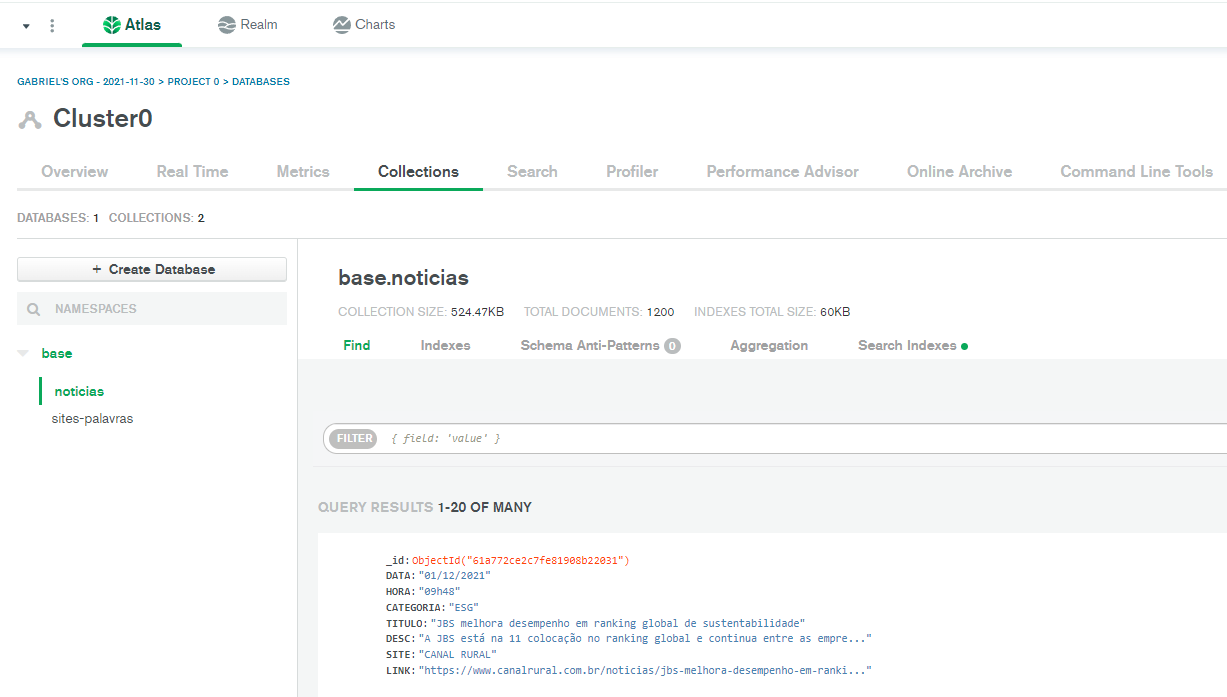 Atlas Realm Charts
GABRIEL'S ORG - 2021-11-30 > PROJECT 0 > DATABASES
Cluster0
Overview Real Time Metrics Collections Search Profiler Performance Advisor Online Archive Command Line Tools
DATABASES: 1 COLLECTIONS: 2
+ Create Database
NAMESPACES
base
noticias
sites-palavras
base.noticias
COLLECTION SIZE: 524.47KB TOTAL DOCUMENTS: 1200 INDEXES TOTAL SIZE: 60KB
Find Indexes Schema Anti-Patterns 0 Aggregation Search Indexes
FILTER { field: 'value' }
QUERY RESULTS 1-20 OF MANY
_id:ObjectId("61a772ce2c7fe81908b22031")
DATA:"01/12/2021"
HORA:"09h48"
CATEGORIA:"ESG"
TITULO:"JBS melhora desempenho em ranking global de sustentabilidade"
DESC:"A JBS está na 11 colocação no ranking global e continua entre as empre..."
SITE:"CANAL RURAL"
LINK:"https://www.canalrural.com.br/noticias/jbs-melhora-desempenho-em-ranki..."